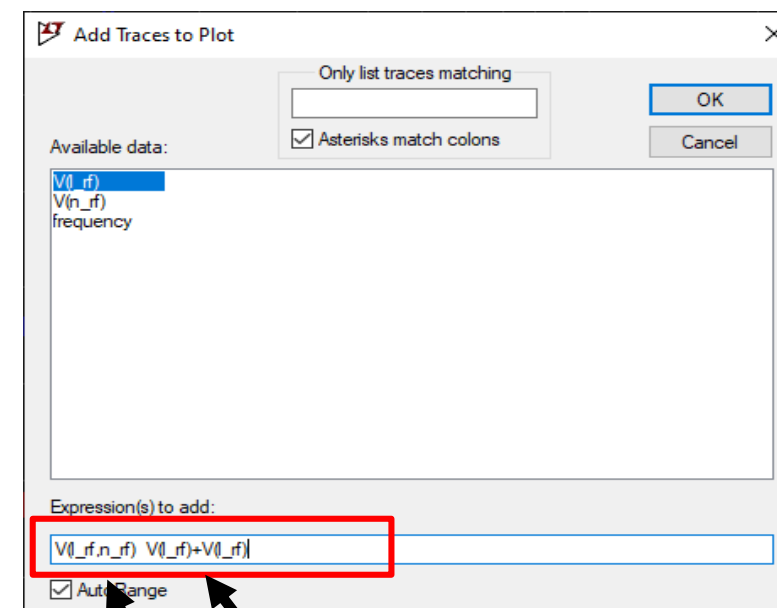 Add Traces to Plot
Only list traces matching
OK
Asterisks match colons
Cancel
Available data:
V(l_rf)
V(n_rf)
frequency
Expression(s) to add:
V(l_rf,n_rf) V(l_rf)+V(l_rf)
AutoRange